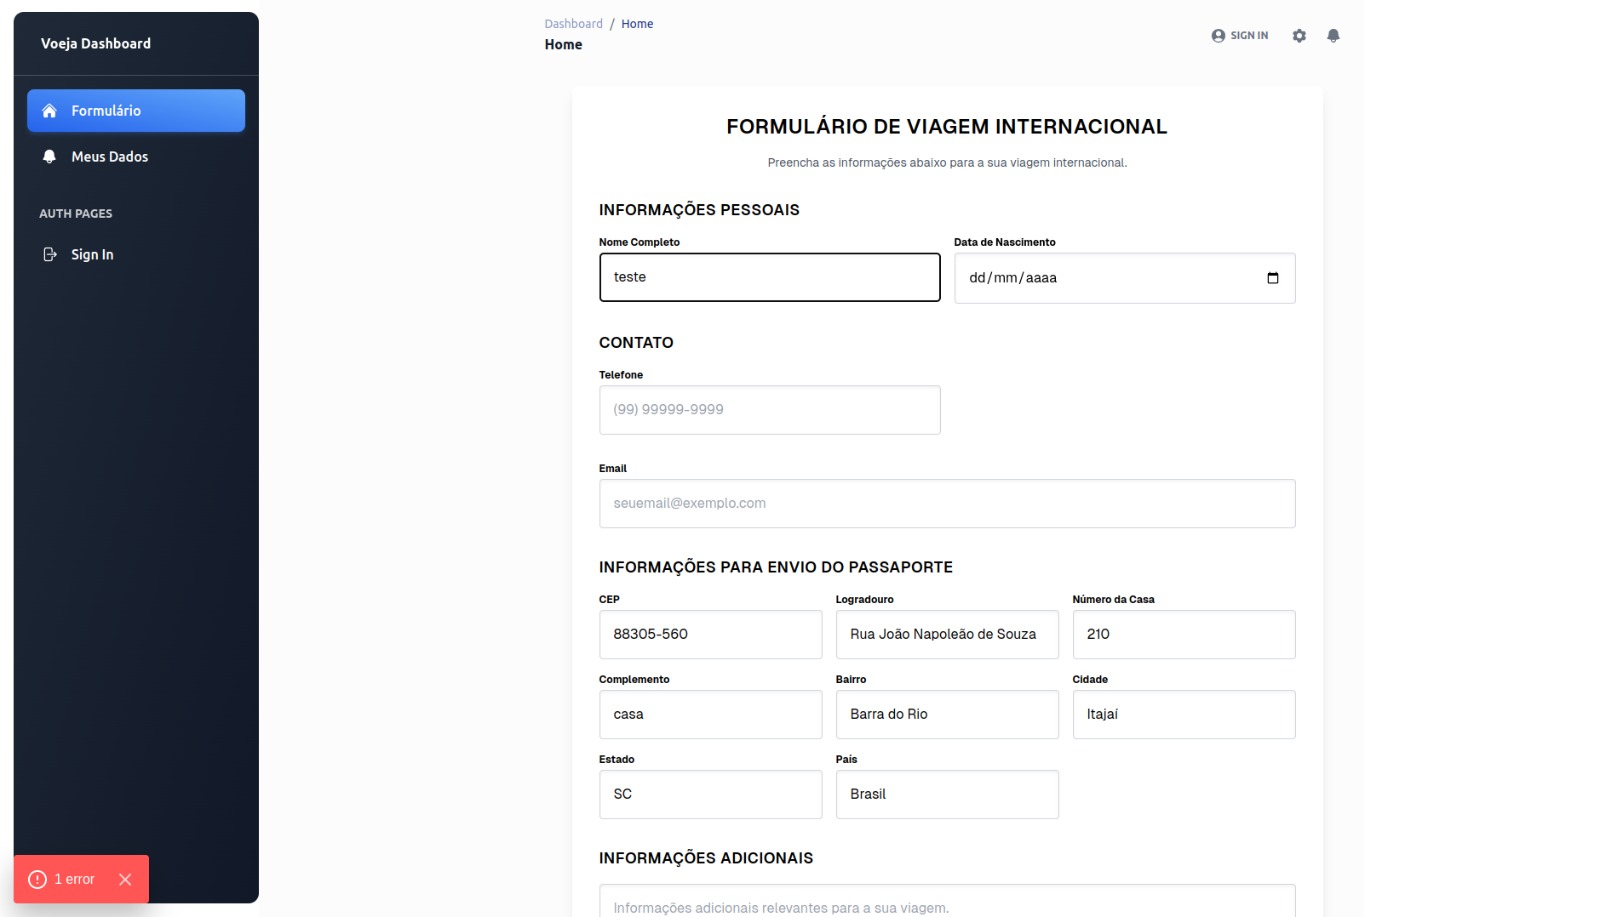 Voeja Dashboard
Formulário
Meus Dados
AUTH PAGES
Sign In
1 error
Dashboard / Home
Home
SIGN IN
FORMULÁRIO DE VIAGEM INTERNACIONAL
Preencha as informações abaixo para a sua viagem internacional.
INFORMAÇÕES PESSOAIS
Nome Completo
Data de Nascimento
teste
dd/mm/aaaa
CONTATO
Telefone
(99) 99999-9999
Email
seuemail@exemplo.com
INFORMAÇÕES PARA ENVIO DO PASSAPORTE
CEP
Logradouro
Número da Casa
88305-560
Rua João Napoleão de Souza
210
Complemento
Bairro
Cidade
casa
Barra do Rio
Itajaí
Estado
País
SC
Brasil
INFORMAÇÕES ADICIONAIS
Informações adicionais relevantes para a sua viagem.